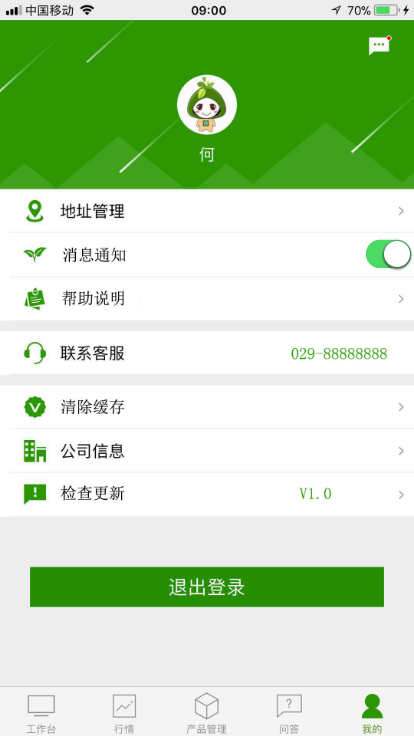 中国移动 09:00 70%
何
地址管理
消息通知
帮助说明
联系客服 029-88888888
清除缓存
公司信息
检查更新 V1.0
退出登录
工作台 行情 产品管理 问答 我的